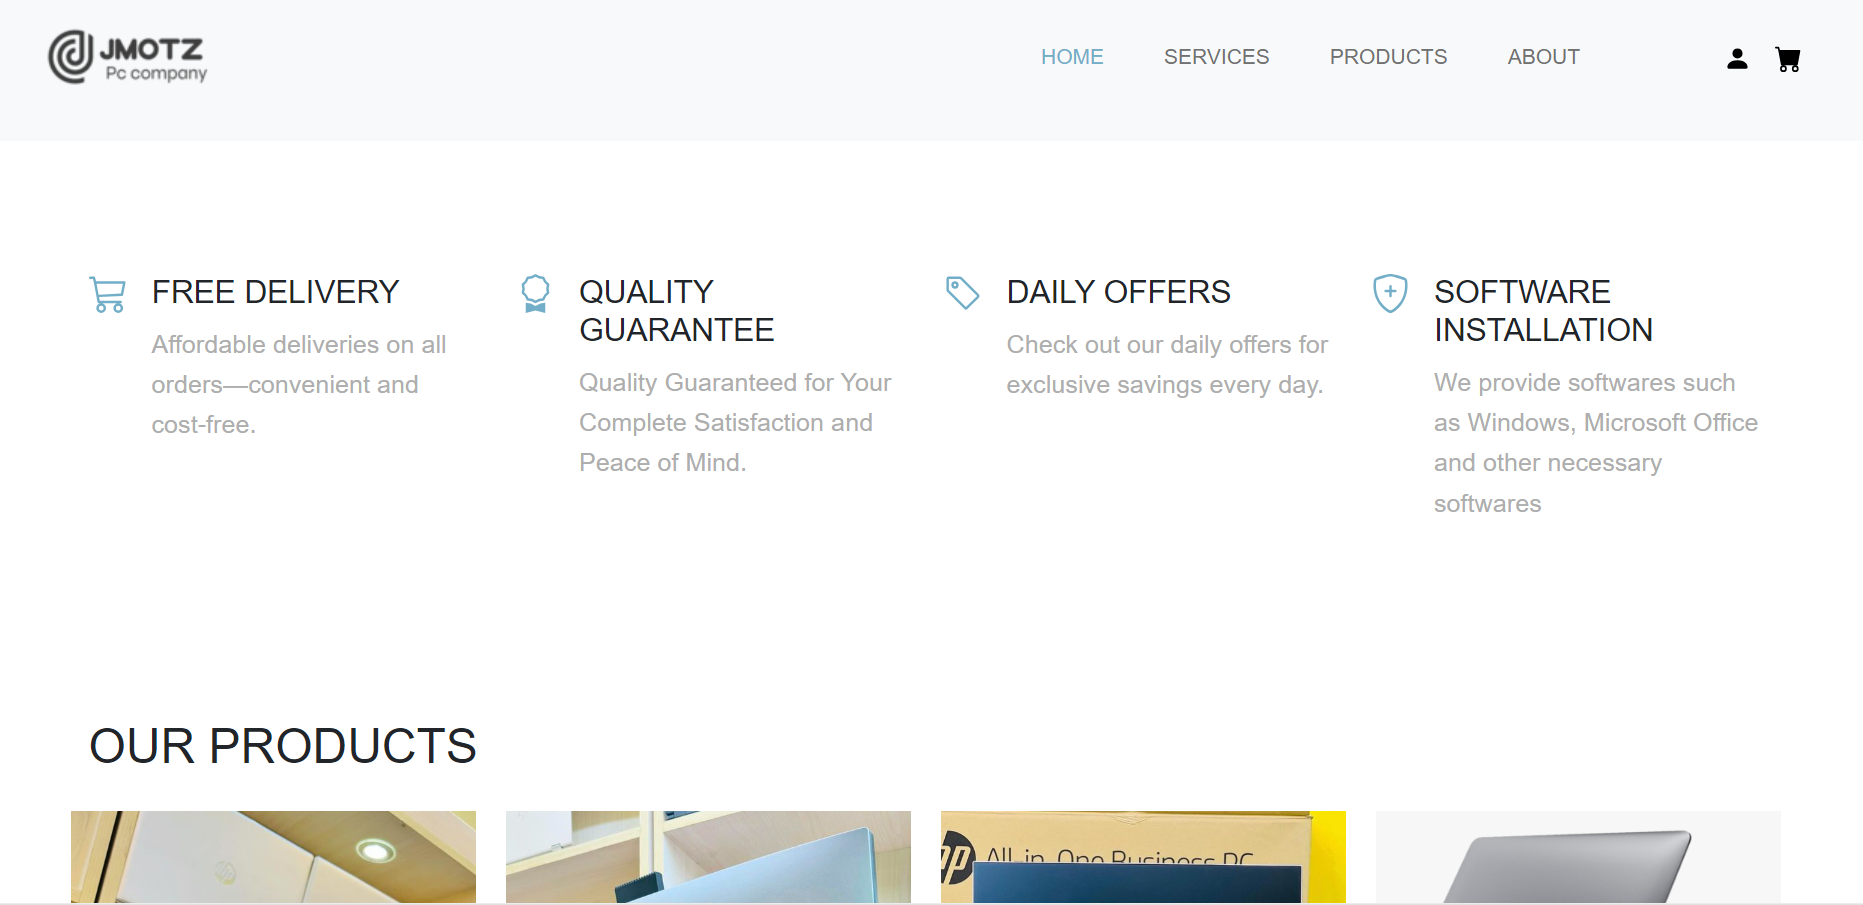 JMOTZ
Pc company
HOME SERVICES PRODUCTS ABOUT
FREE DELIVERY
Affordable deliveries on all
orders—convenient and
cost-free.
QUALITY
GUARANTEE
Quality Guaranteed for Your
Complete Satisfaction and
Peace of Mind.
DAILY OFFERS
Check out our daily offers for
exclusive savings every day.
SOFTWARE
INSTALLATION
We provide softwares such
as Windows, Microsoft Office
and other necessary
softwares
OUR PRODUCTS
hp
All-in-One Business PC